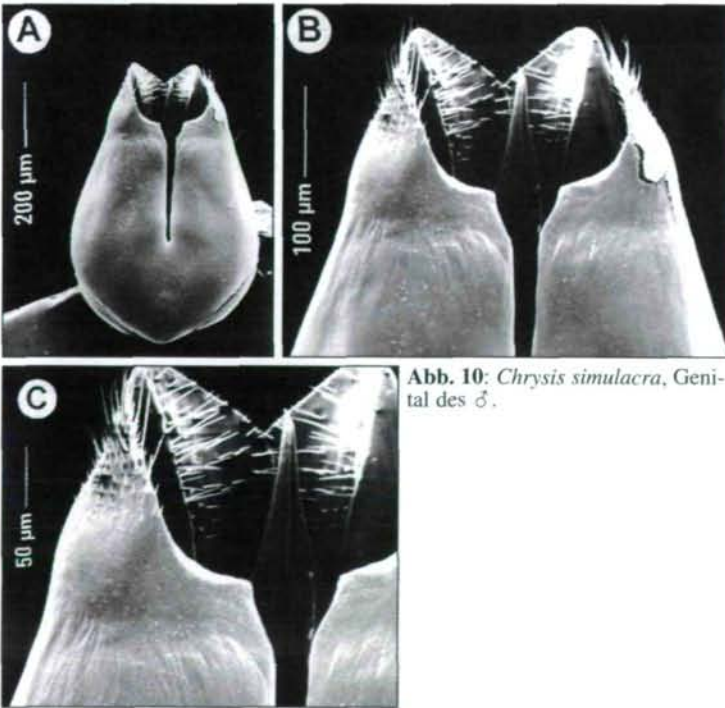 A
200 µm
B
100 µm
C
50 µm
Abb. 10: Chrysis simulacra, Geni-
tal des ♂.